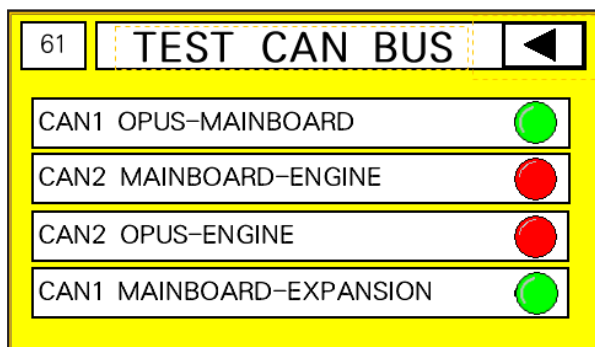 61
TEST CAN BUS
CAN1 OPUS-MAINBOARD
CAN2 MAINBOARD-ENGINE
CAN2 OPUS-ENGINE
CAN1 MAINBOARD-EXPANSION